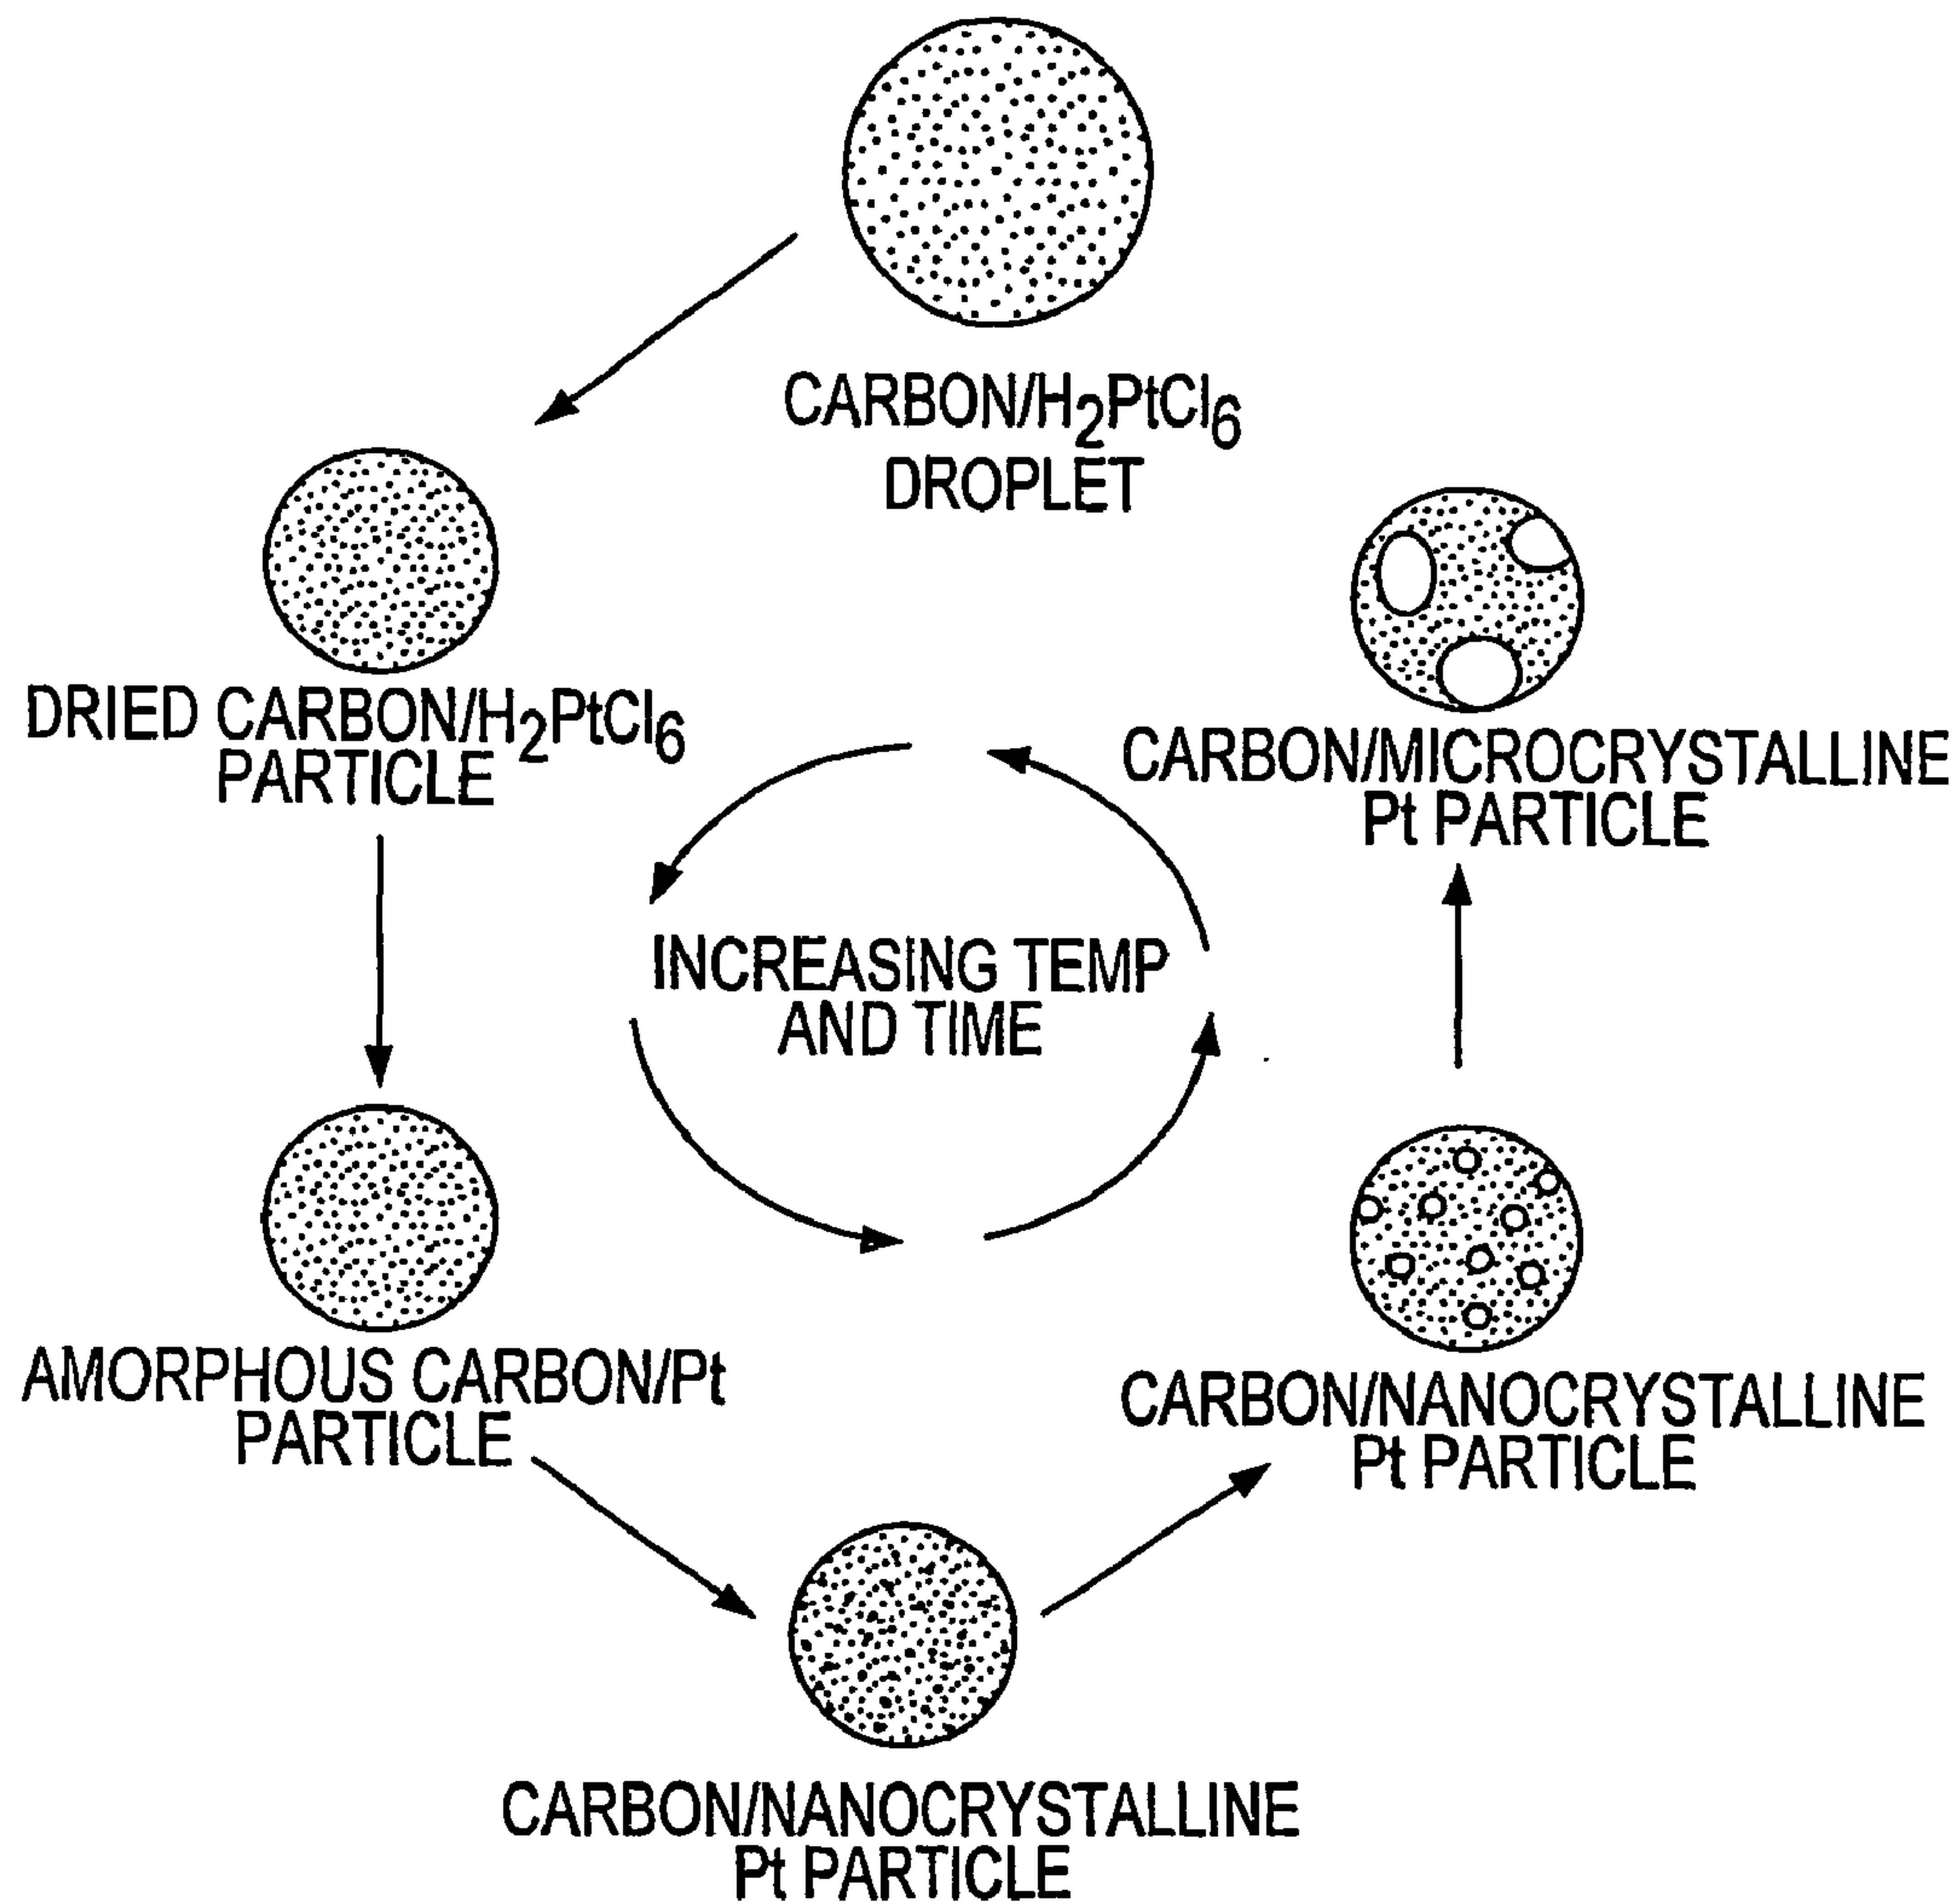 CARBON/H₂PtCl₆
DROPLET
DRIED CARBON/H₂PtCl₆
PARTICLE
CARBON/MICROCRYSTALLINE
Pt PARTICLE
INCREASING TEMP
AND TIME
AMORPHOUS CARBON/Pt
PARTICLE
CARBON/NANOCRYSTALLINE
Pt PARTICLE
CARBON/NANOCRYSTALLINE
Pt PARTICLE